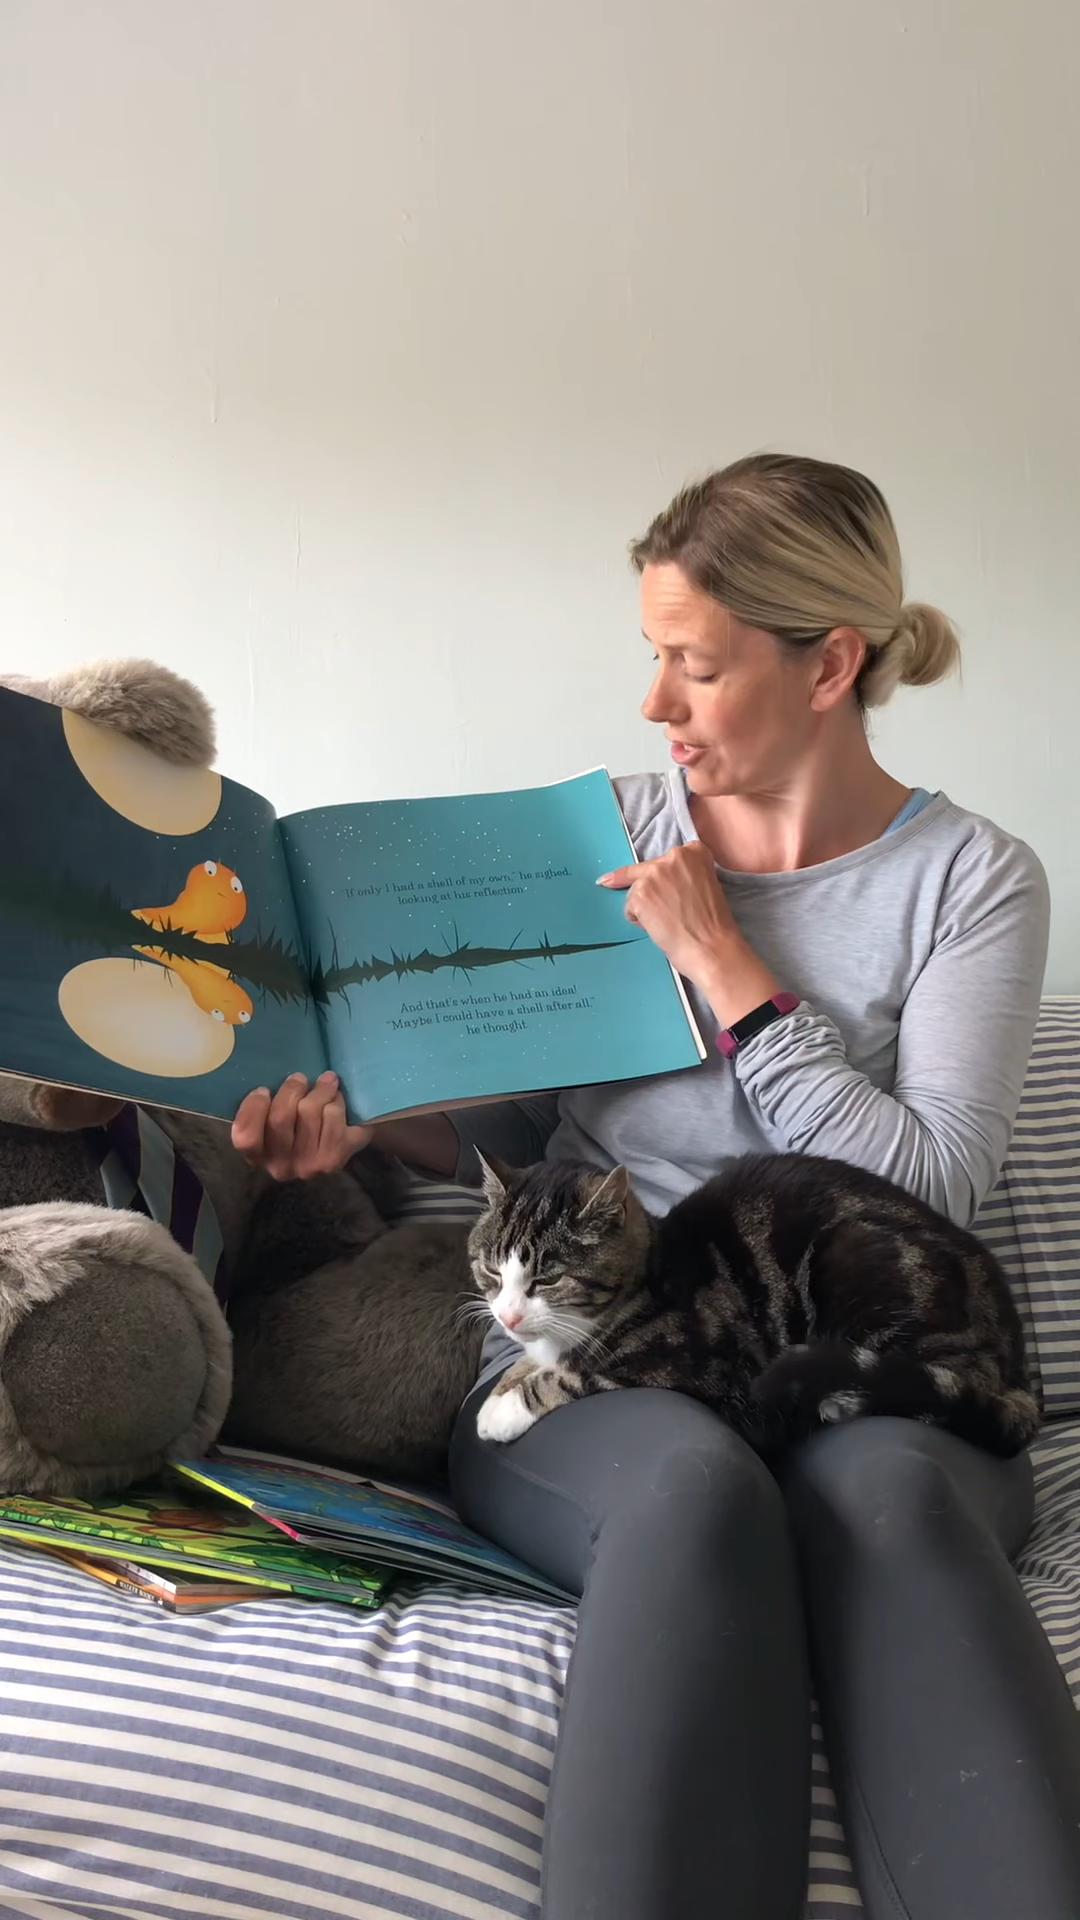 "If only I had a shell of my own," he sighed,
looking at his reflection.
And that's when he had an idea!
"Maybe I could have a shell after all,"
he thought.